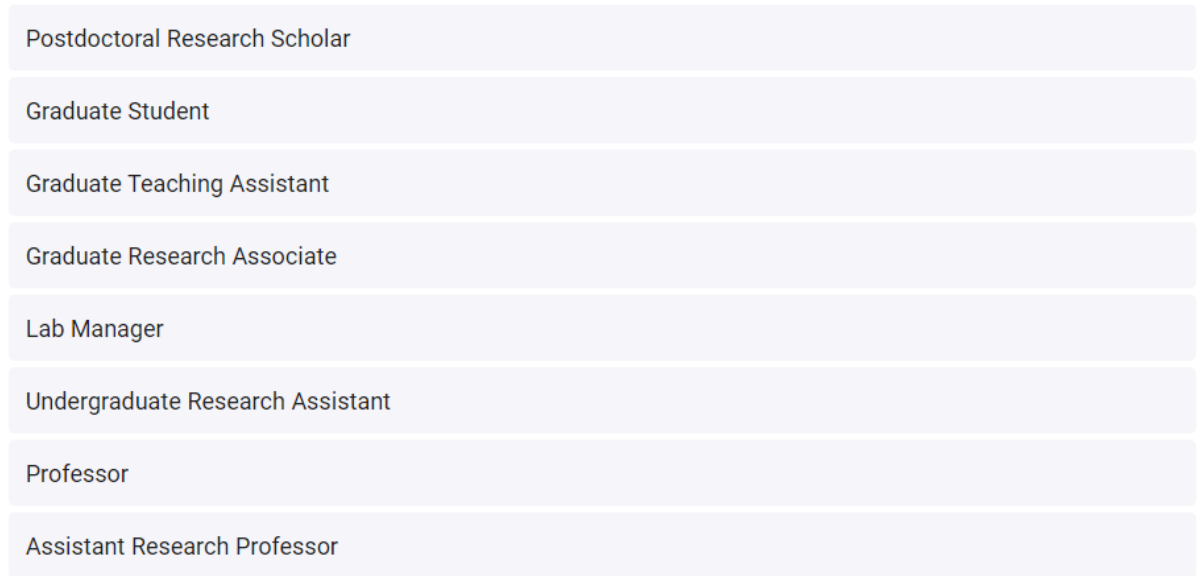 Postdoctoral Research Scholar
Graduate Student
Graduate Teaching Assistant
Graduate Research Associate
Lab Manager
Undergraduate Research Assistant
Professor
Assistant Research Professor